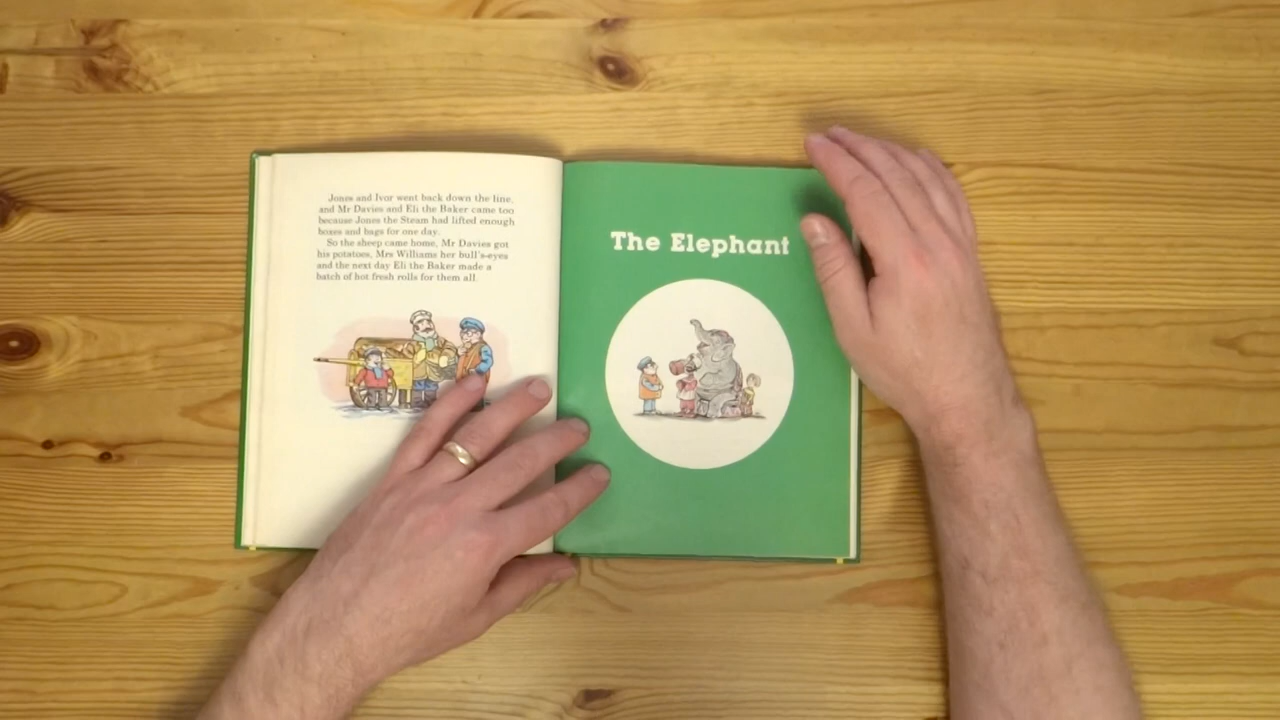 Jones and Ivor went back down the line,
and Mr Davies and Eli the Baker came too
because Jones the Steam had lifted enough
boxes and bags for one day.
So the sheep came home, Mr Davies got
his potatoes, Mrs Williams her bull's-eyes
and the next day Eli the Baker made a
batch of hot fresh rolls for them all.
The Elephant